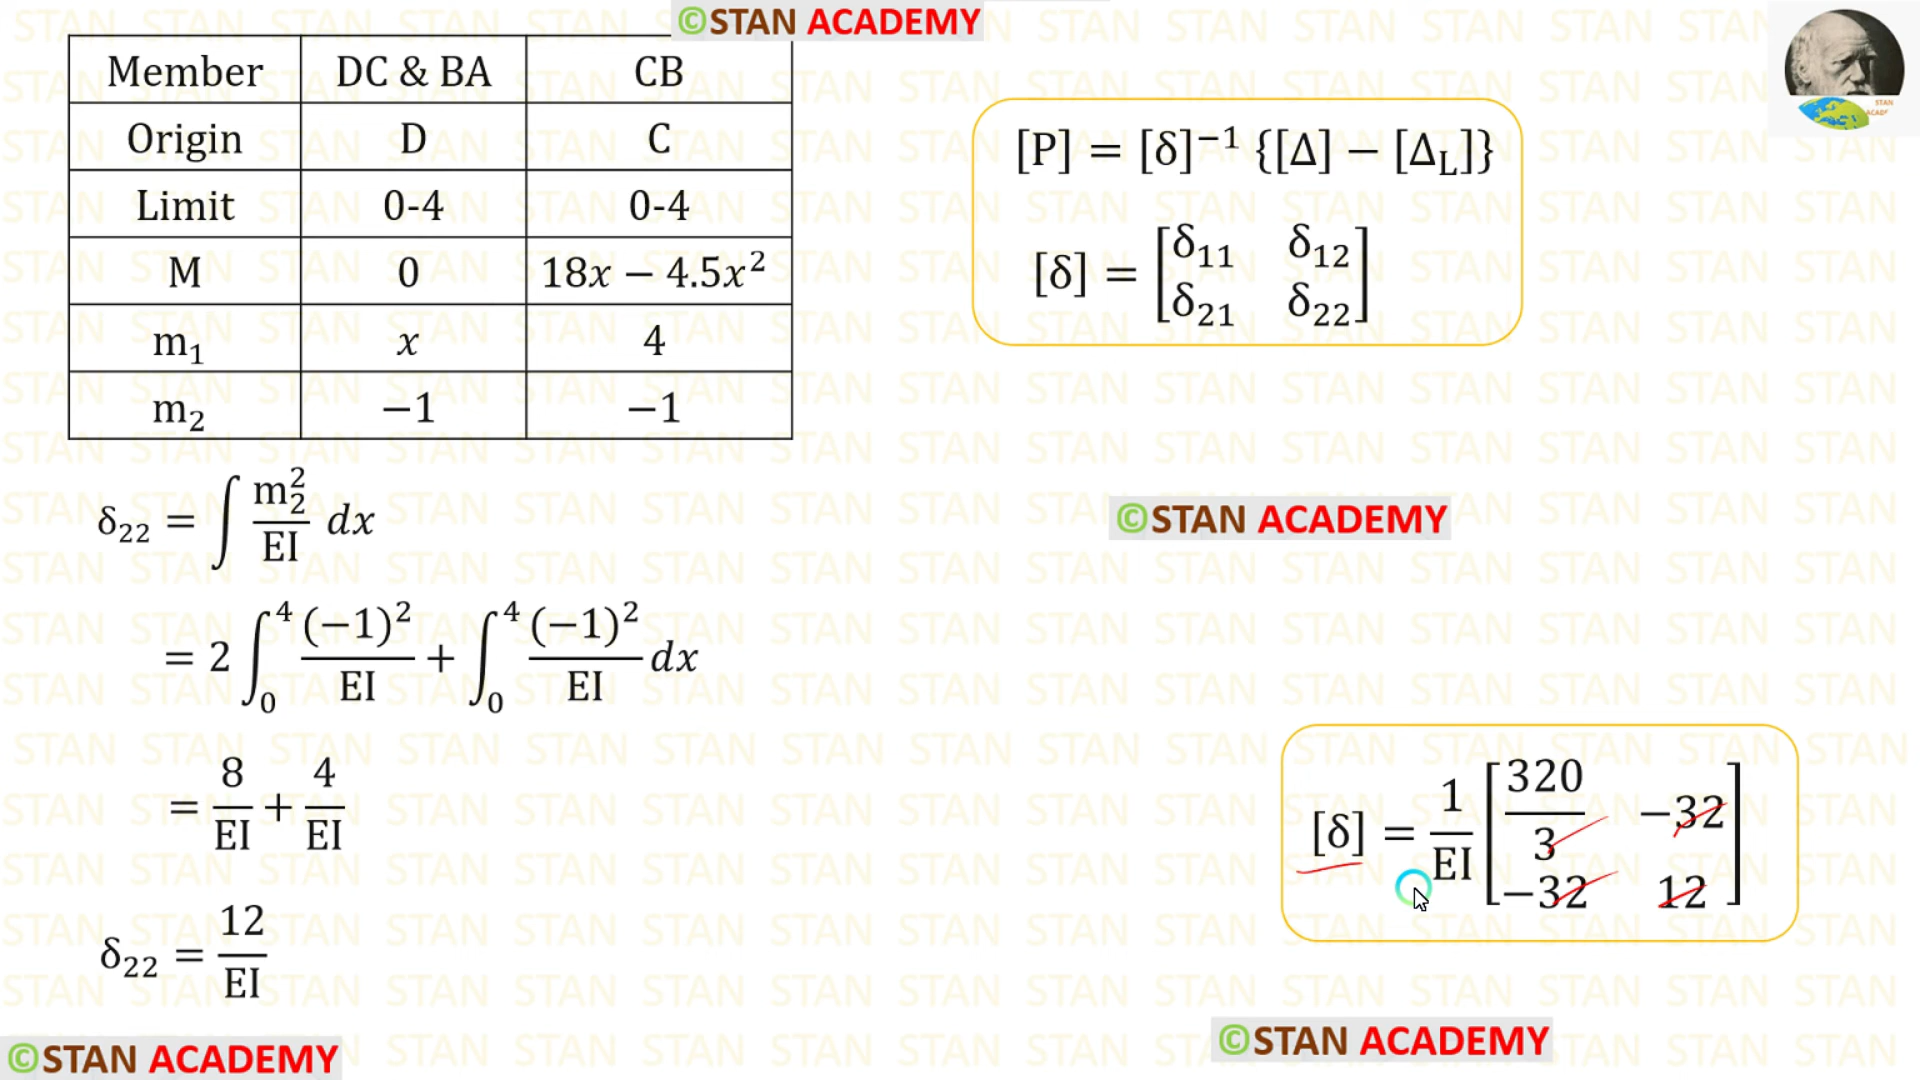 ©STAN ACADEMY
Member DC & BA CB
Origin D C
Limit 0-4 0-4
M 0 18x − 4.5x²
m₁ x 4
m₂ −1 −1
[P] = [δ]⁻¹ {[Δ] − [Δ_L]}
[δ] = [δ₁₁ δ₁₂
δ₂₁ δ₂₂]
STAN
ACADE
δ₂₂ = ∫ m₂²/EI dx
©STAN ACADEMY
= 2 ∫₀⁴ (−1)²/EI + ∫₀⁴ (−1)²/EI dx
= 8/EI + 4/EI
[δ] = 1/EI [320/3 −32
−32 12]
δ₂₂ = 12/EI
©STAN ACADEMY
©STAN ACADEMY